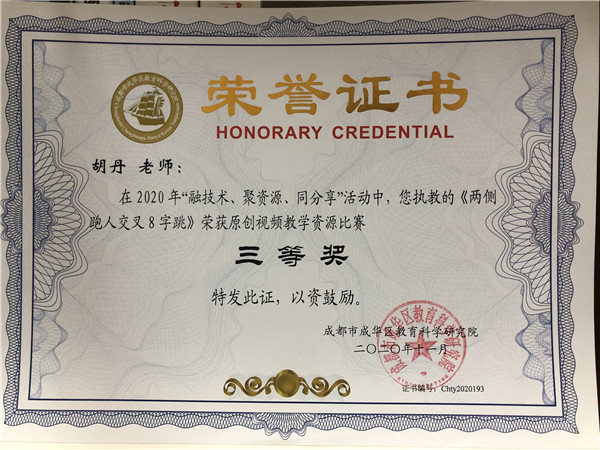 荣誉证书
HONORARY CREDENTIAL
胡丹 老师：
在2020年“融技术、聚资源、同分享”活动中，您执教的《两侧
跑人交叉8字跳》荣获原创视频教学资源比赛
三等奖
特发此证，以资鼓励。
成都市成华区教育科学研究院
二〇二〇年十一月
证书编号：Chty2020193